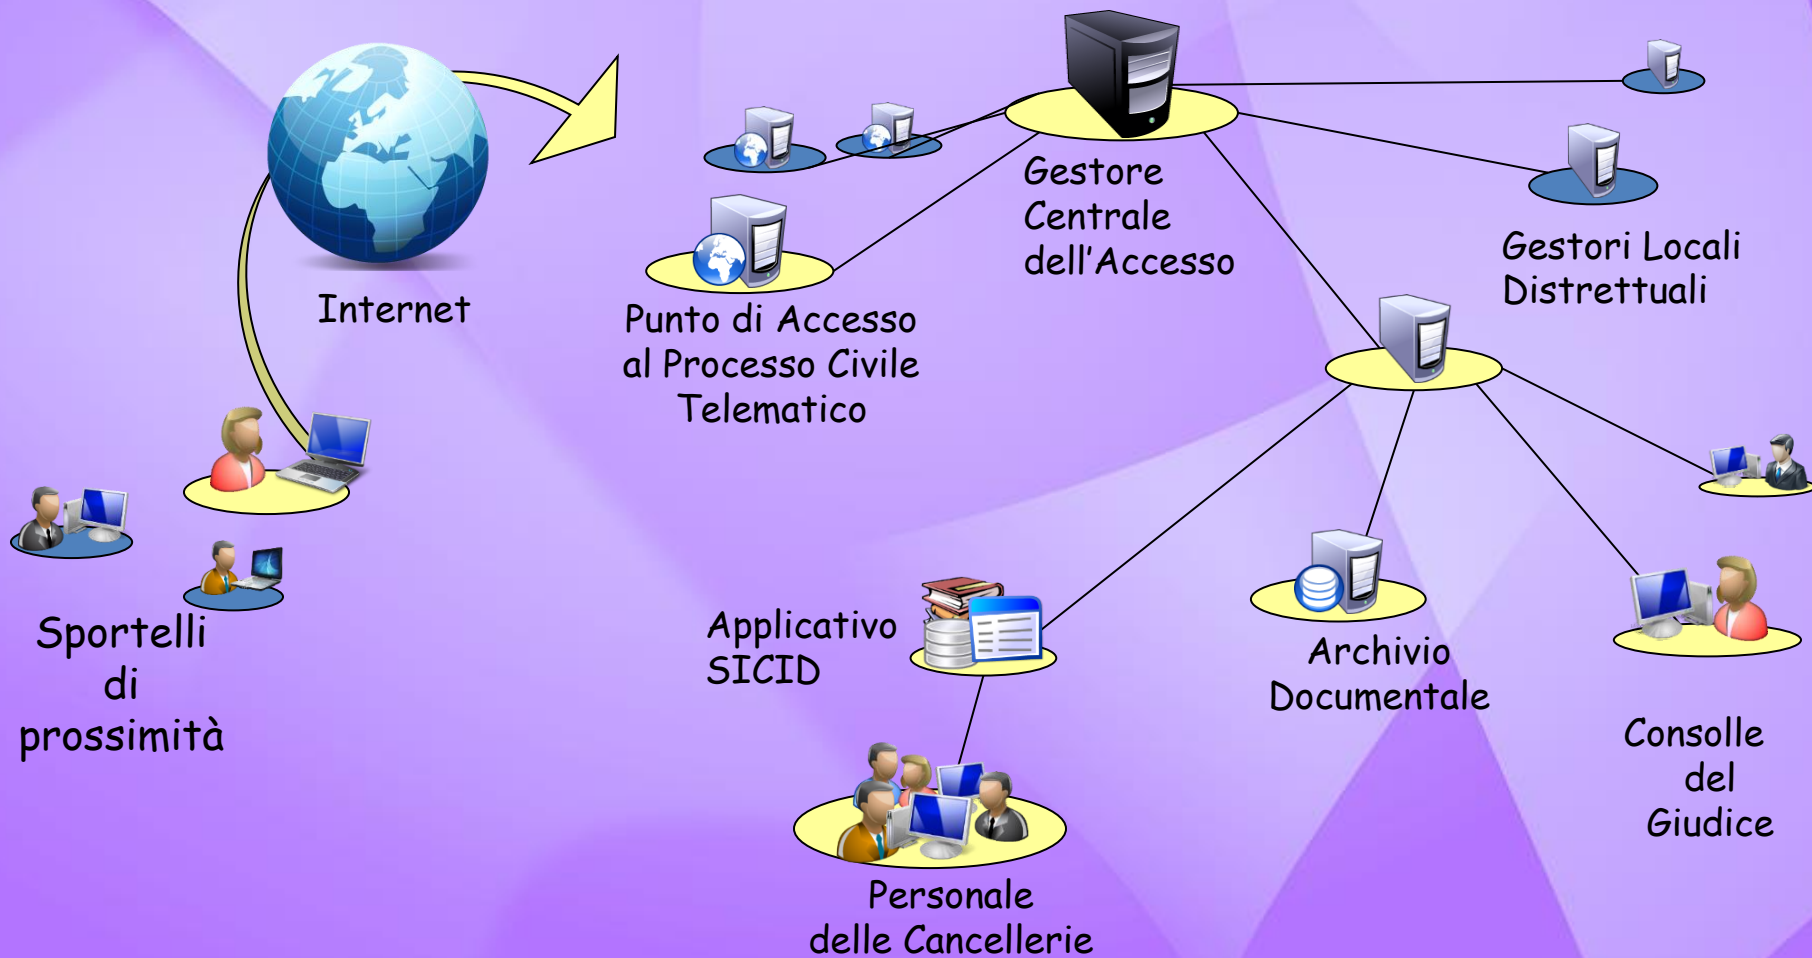 Internet
Gestore
Centrale
dell'Accesso
Gestori Locali
Distrettuali
Punto di Accesso
al Processo Civile
Telematico
Sportelli
di
prossimità
Applicativo
SICID
Archivio
Documentale
Consolle
del
Giudice
Personale
delle Cancellerie